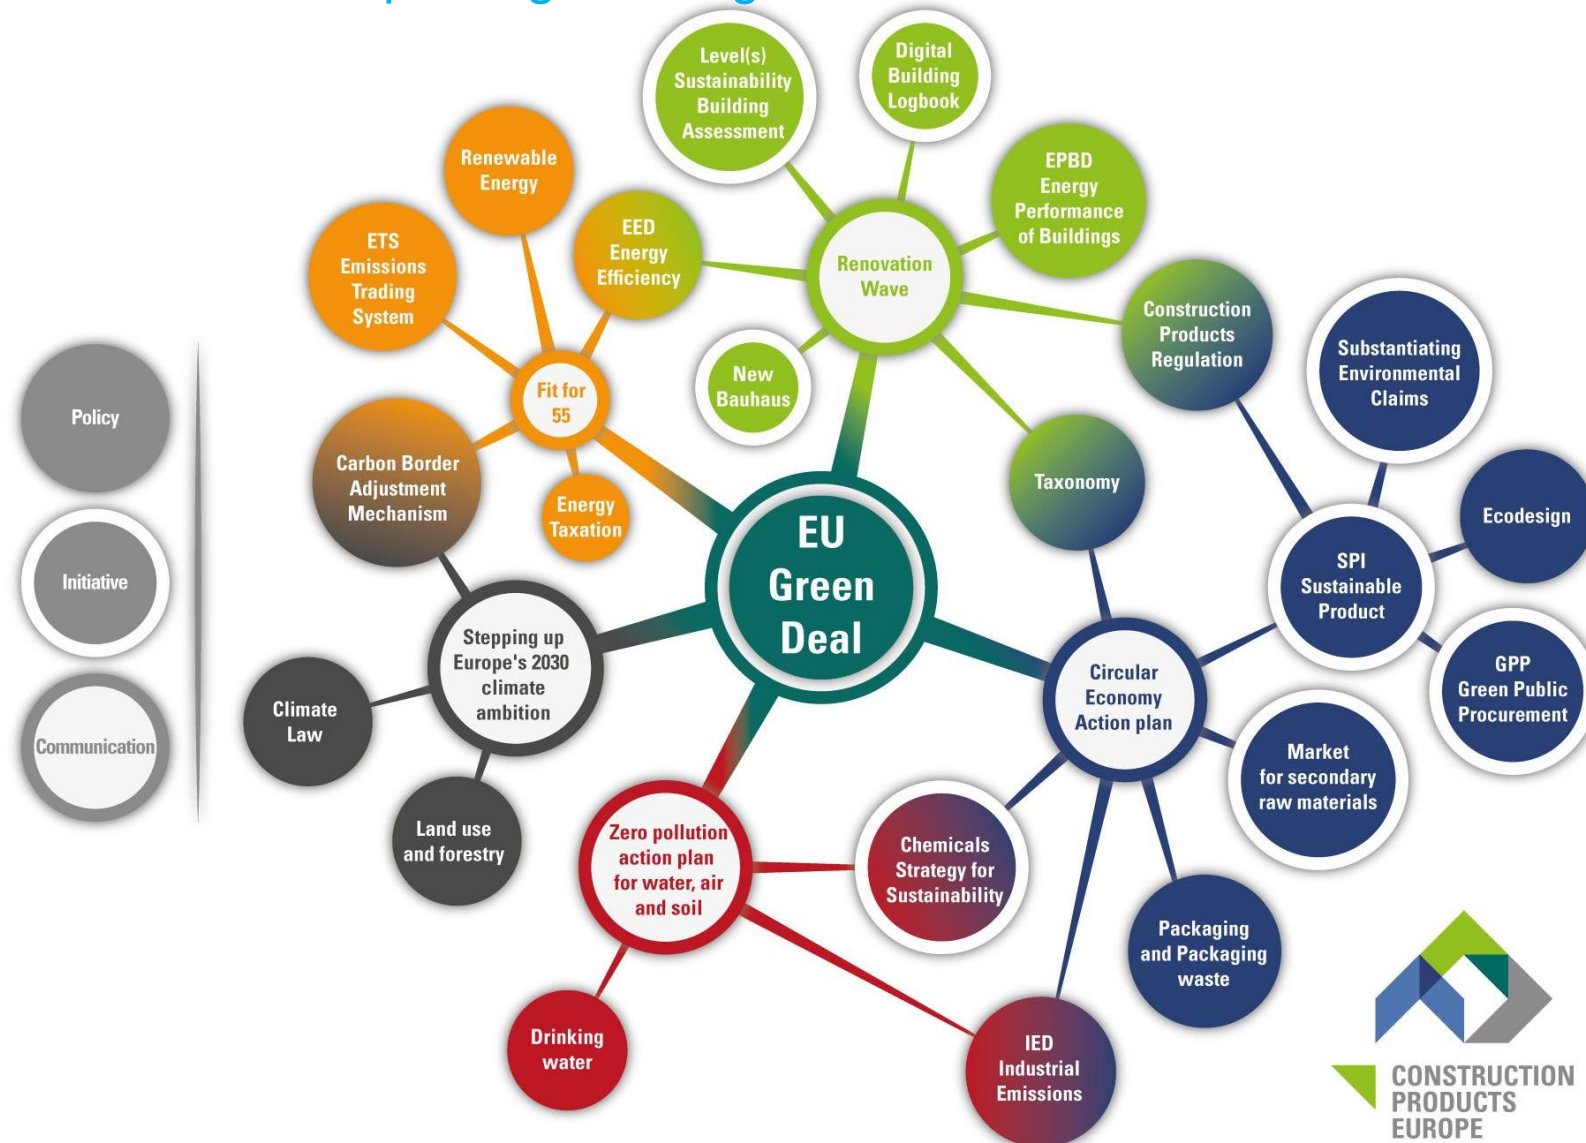 Level(s)
Sustainability
Building
Assessment
Digital
Building
Logbook
EPBD
Energy
Performance
of Buildings
Renewable
Energy
ETS
Emissions
Trading
System
EED
Energy
Efficiency
Renovation
Wave
Construction
Products
Regulation
Substantiating
Environmental
Claims
Policy
Fit for
55
New
Bauhaus
Carbon Border
Adjustment
Mechanism
Energy
Taxation
Taxonomy
Ecodesign
EU
Green
Deal
SPI
Sustainable
Product
Initiative
Stepping up
Europe's 2030
climate
ambition
Circular
Economy
Action plan
GPP
Green Public
Procurement
Climate
Law
Communication
Market
for secondary
raw materials
Land use
and forestry
Zero pollution
action plan
for water, air
and soil
Chemicals
Strategy for
Sustainability
Packaging
and Packaging
waste
Drinking
water
IED
Industrial
Emissions
CONSTRUCTION
PRODUCTS
EUROPE